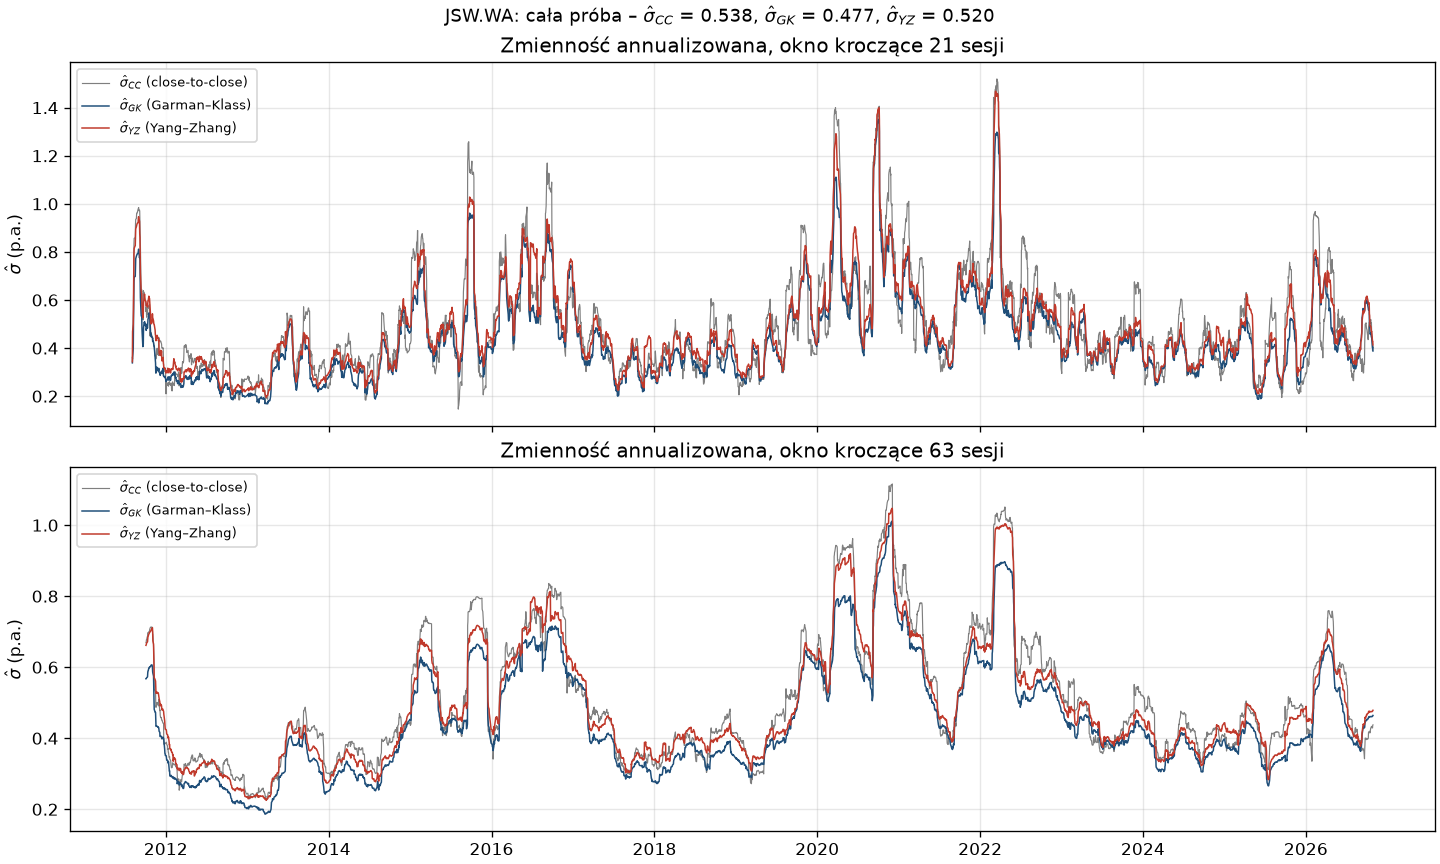 JSW.WA: cała próba – σ̂CC = 0.538, σ̂GK = 0.477, σ̂YZ = 0.520
Zmienność annualizowana, okno kroczące 21 sesji
σ̂CC (close-to-close)
σ̂GK (Garman–Klass)
σ̂YZ (Yang–Zhang)
σ̂ (p.a.)
1.4
1.2
1.0
0.8
0.6
0.4
0.2
Zmienność annualizowana, okno kroczące 63 sesji
σ̂CC (close-to-close)
σ̂GK (Garman–Klass)
σ̂YZ (Yang–Zhang)
σ̂ (p.a.)
1.0
0.8
0.6
0.4
0.2
2012 2014 2016 2018 2020 2022 2024 2026